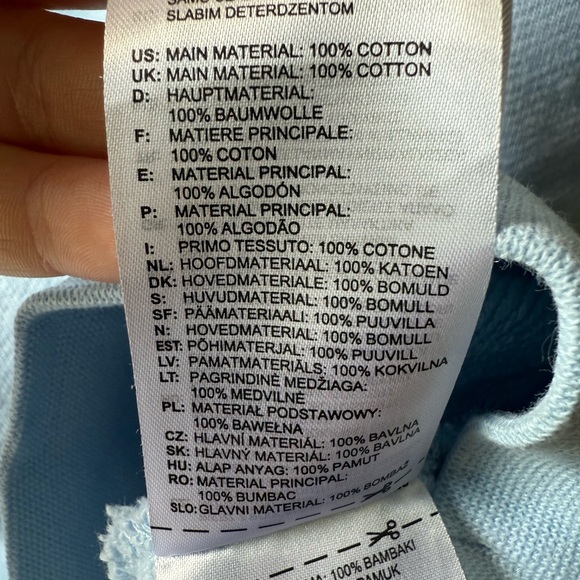 SLABIM DETERDZENTOM
US: MAIN MATERIAL: 100% COTTON
UK: MAIN MATERIAL: 100% COTTON
D: HAUPTMATERIAL:
100% BAUMWOLLE
F: MATIERE PRINCIPALE:
100% COTON
E: MATERIAL PRINCIPAL:
100% ALGODÓN
P: MATERIAL PRINCIPAL:
100% ALGODÃO
I: PRIMO TESSUTO: 100% COTONE
NL: HOOFDMATERIAAL: 100% KATOEN
DK: HOVEDMATERIALE: 100% BOMULD
S: HUVUDMATERIAL: 100% BOMULL
SF: PÄÄMATERIAALI: 100% PUUVILLA
N: HOVEDMATERIAL: 100% BOMULL
EST: PÕHIMATERJAL: 100% PUUVILL
LV: PAMATMATERIĀLS: 100% KOKVILNA
LT: PAGRINDINĖ MEDŽIAGA:
100% MEDVILNĖ
PL: MATERIAŁ PODSTAWOWY:
100% BAWEŁNA
CZ: HLAVNÍ MATERIÁL: 100% BAVLNA
SK: HLAVNÝ MATERIÁL: 100% BAVLNA
HU: ALAP ANYAG: 100% PAMUT
RO: MATERIAL PRINCIPAL:
100% BUMBAC
SLO: GLAVNI MATERIAL: 100% BOMBAŽ
100% BAMBAKI
PAMUK